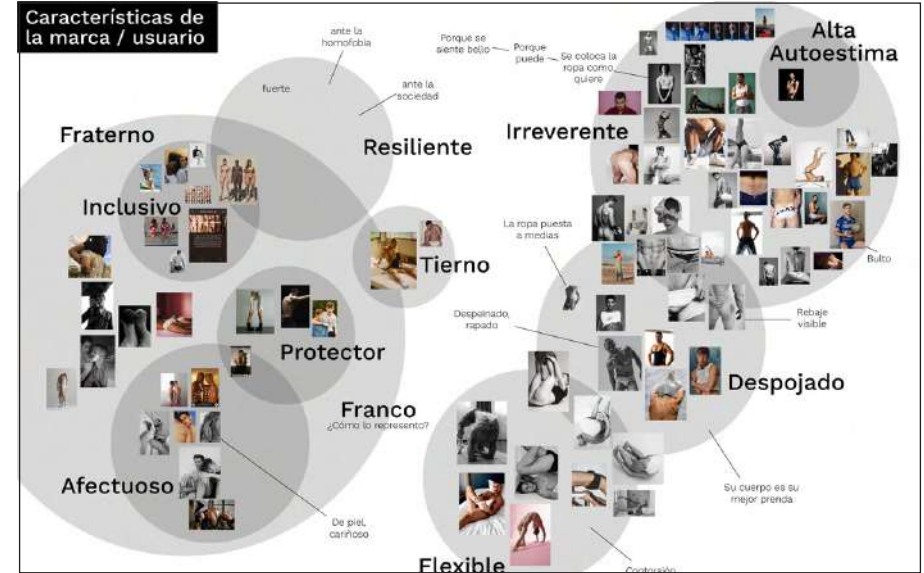 Características de
la marca / usuario
ante la
homofobia
fuerte
ante la
sociedad
Resiliente
Fraterno
Inclusivo
Tierno
Protector
Franco
¿Cómo lo represento?
Afectuoso
De piel,
cariñoso
Porque se
siente bello
Porque
puede
Se coloca la
ropa como
quiere
Alta
Autoestima
Irreverente
La ropa puesta
a medias
Bulto
Despeinado,
rapado
Rebaje
visible
Despojado
Su cuerpo es su
mejor prenda
Flexible
Contorsión